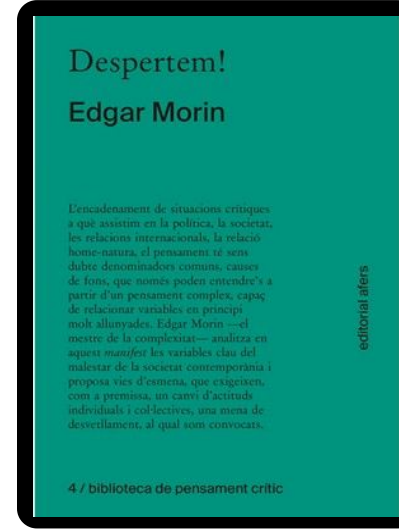 Despertem!
Edgar Morin
L'encadenament de situacions crítiques
a què assistim en la política, la societat,
les relacions internacionals, la relació
home-natura, el pensament té sens
dubte denominadors comuns, causes
de fons, que només poden entendre's a
partir d'un pensament complex, capaç
de relacionar variables en principi
molt allunyades. Edgar Morin —el
mestre de la complexitat— analitza en
aquest manifest les variables clau del
malestar de la societat contemporània i
proposa vies d'esmena, que exigeixen,
com a premissa, un canvi d'actituds
individuals i col·lectives, una mena de
desvetllament, al qual som convocats.
editorial afers
4 / biblioteca de pensament crític